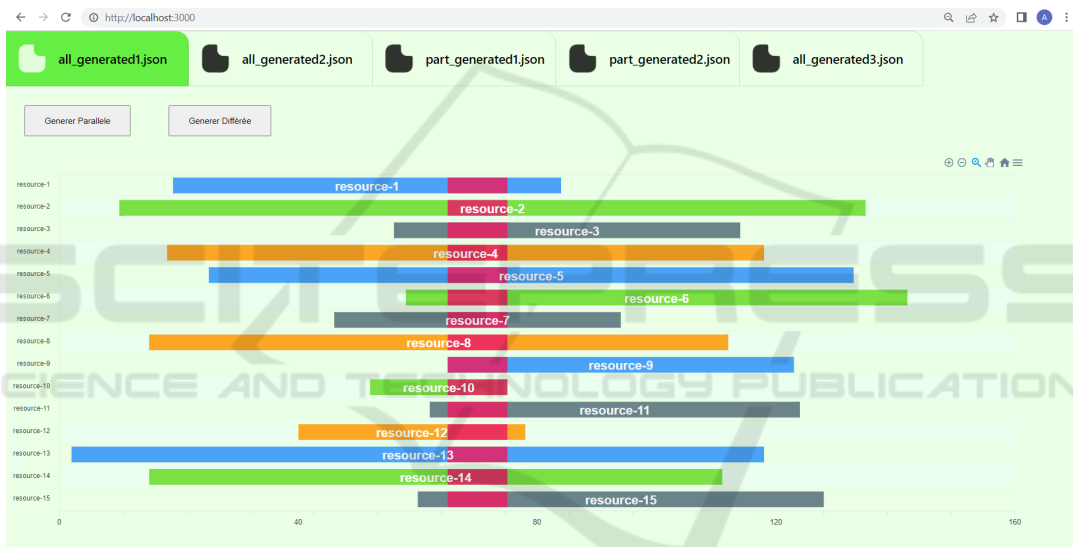 http://localhost:3000
A
all_generated1.json
all_generated2.json
part_generated1.json
part_generated2.json
all_generated3.json
Generer Parallele
Generer Différée
resource-1 resource-1
resource-2 resource-2
resource-3 resource-3
resource-4 resource-4
resource-5 resource-5
resource-6 resource-6
resource-7 resource-7
resource-8 resource-8
resource-9 resource-9
resource-10 resource-10
resource-11 resource-11
resource-12 resource-12
resource-13 resource-13
resource-14 resource-14
resource-15 resource-15
0 40 80 120 160
SCITEPRESS
SCIENCE AND TECHNOLOGY PUBLICATIONS